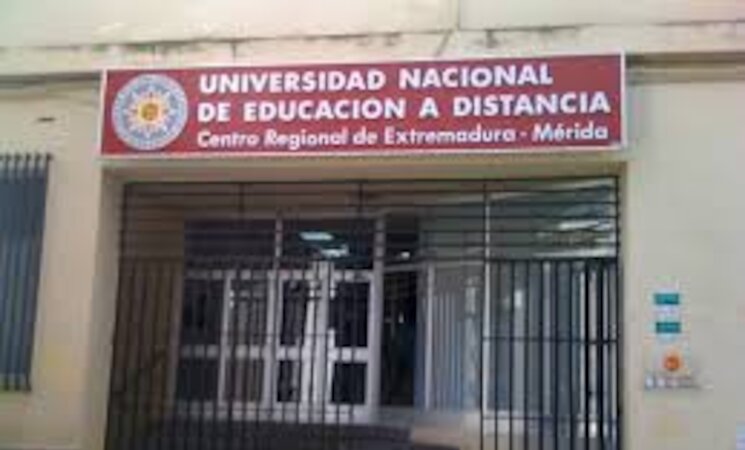 UNIVERSIDAD NACIONAL
DE EDUCACION A DISTANCIA
Centro Regional de Extremadura - Mérida